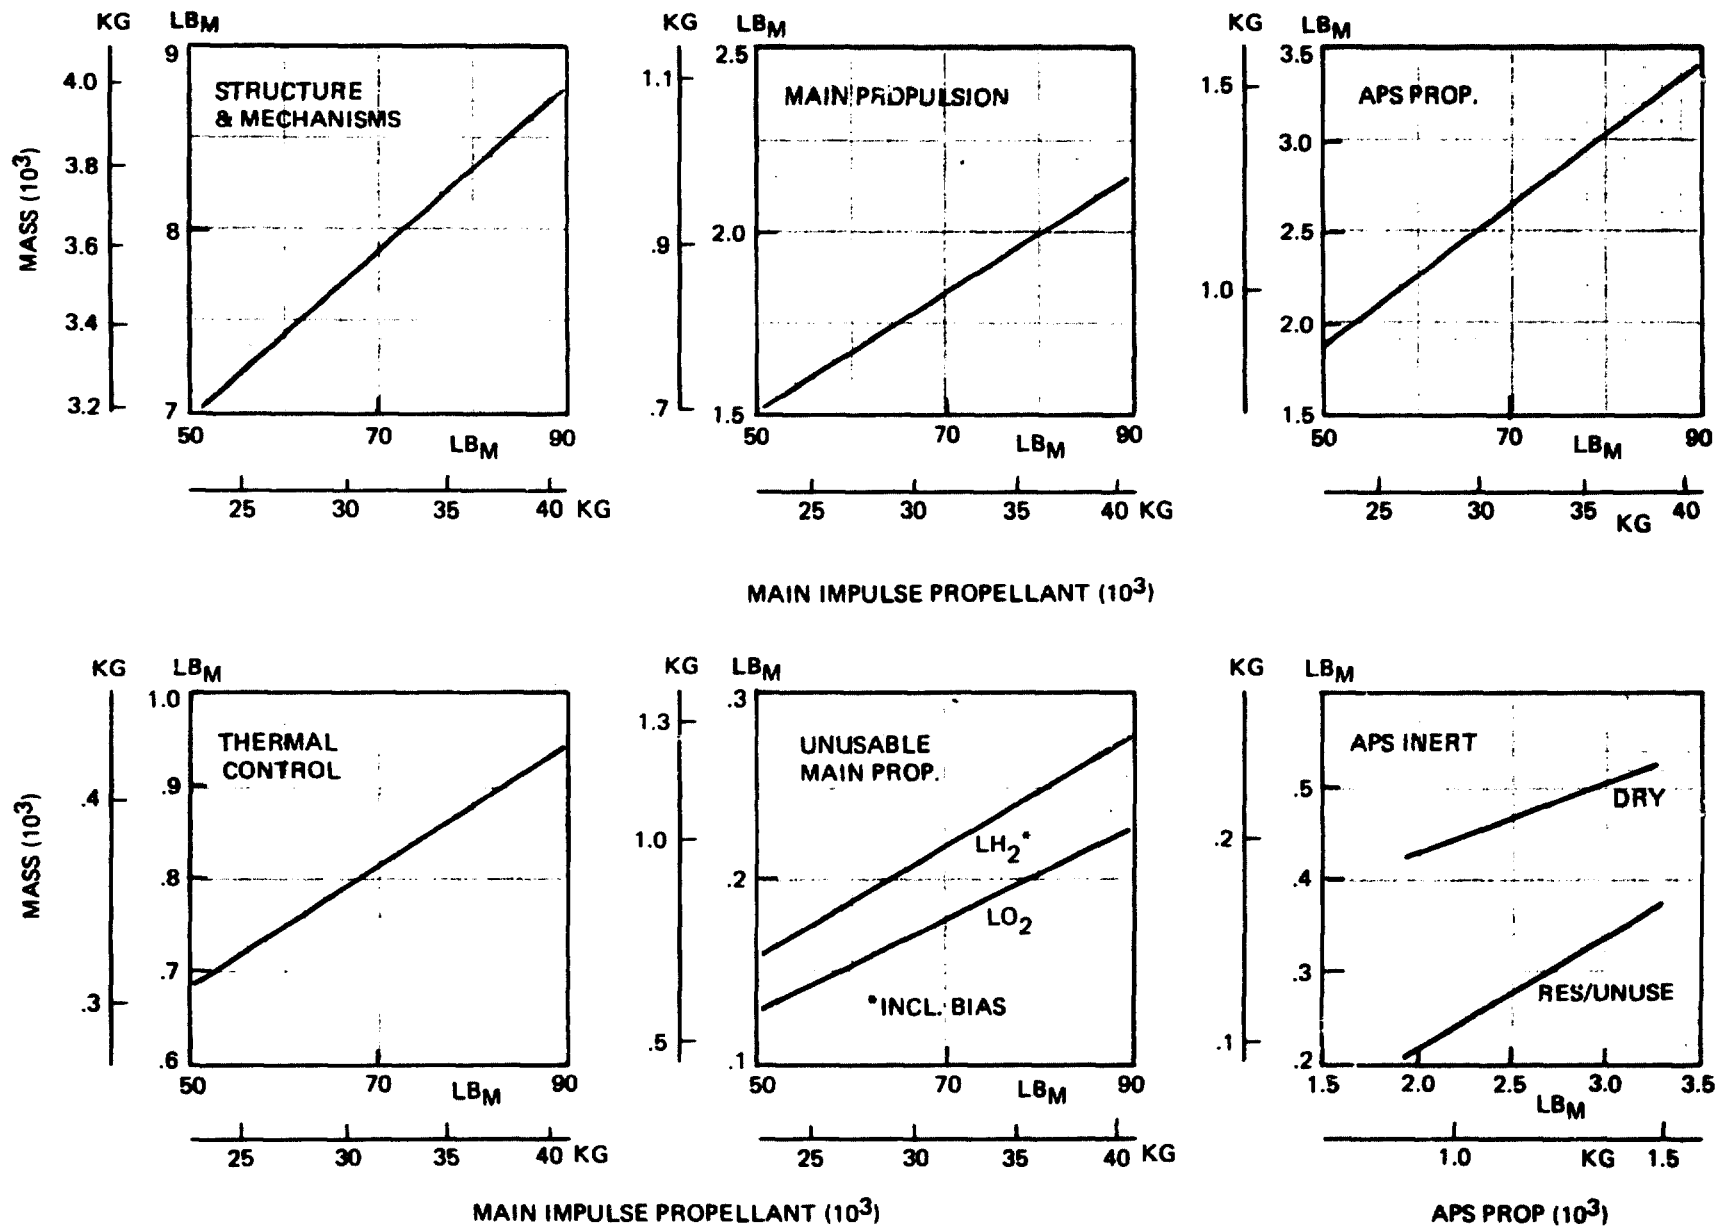 KG LBM KG LBM KG LBM
9 2.5 3.5
4.0 1.1 1.5
STRUCTURE
& MECHANISMS
MAIN PROPULSION
APS PROP.
3.0
3.8
MASS (10³)
8 2.0 2.5
3.6 .9
1.0
3.4 2.0
3.2 7 .7 1.5 1.5
50 70 LBM 90 50 70 LBM 90 50 70 LBM 90
25 30 35 40 KG 25 30 35 40 KG 25 30 35 KG 40
MAIN IMPULSE PROPELLANT (10³)
KG LBM KG LBM KG LBM
1.0 .3
1.3
THERMAL
CONTROL
UNUSABLE
MAIN PROP.
APS INERT
.4 .9 .5
DRY
MASS (10³)
1.0 .2
LH2*
.8 .2 .4
LO2
.7 .3
.3
*INCL. BIAS
RES/UNUSE
.5 .1
.6 .1 .2
50 70 LBM 90 50 70 LBM 90 1.5 2.0 2.5 3.0 3.5
LBM
25 30 35 40 KG 25 30 35 40 KG 1.0 KG 1.5
MAIN IMPULSE PROPELLANT (10³) APS PROP (10³)